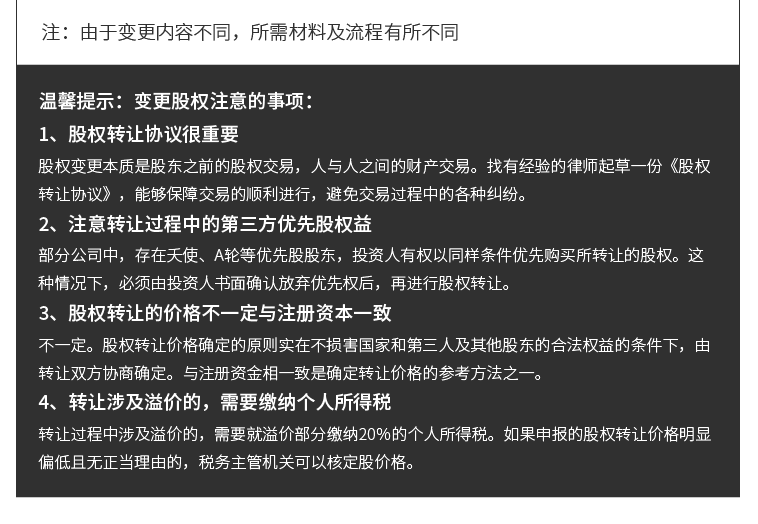 注：由于变更内容不同，所需材料及流程有所不同
温馨提示：变更股权注意的事项：
1、股权转让协议很重要
股权变更本质是股东之前的股权交易，人与人之间的财产交易。找有经验的律师起草一份《股权
转让协议》，能够保障交易的顺利进行，避免交易过程中的各种纠纷。
2、注意转让过程中的第三方优先股权益
部分公司中，存在天使、A轮等优先股股东，投资人有权以同样条件优先购买所转让的股权。这
种情况下，必须由投资人书面确认放弃优先权后，再进行股权转让。
3、股权转让的价格不一定与注册资本一致
不一定。股权转让价格确定的原则实在不损害国家和第三人及其他股东的合法权益的条件下，由
转让双方协商确定。与注册资金相一致是确定转让价格的参考方法之一。
4、转让涉及溢价的，需要缴纳个人所得税
转让过程中涉及溢价的，需要就溢价部分缴纳20%的个人所得税。如果申报的股权转让价格明显
偏低且无正当理由的，税务主管机关可以核定股价格。